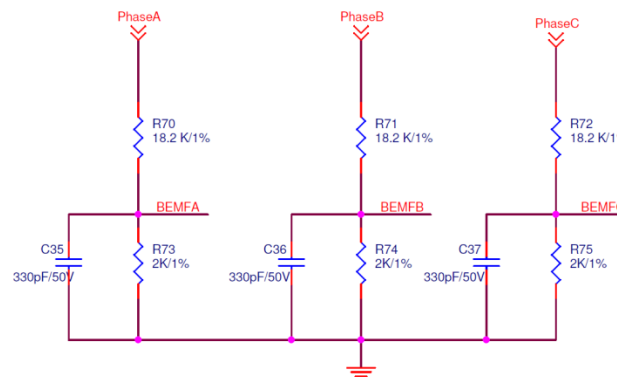 PhaseA
PhaseB
PhaseC
R70
18.2 K/1%
R71
18.2 K/1%
R72
18.2 K/1
BEMFA
BEMFB
BEMF
C35
330pF/50V
R73
2K/1%
C36
330pF/50V
R74
2K/1%
C37
330pF/50V
R75
2K/1%